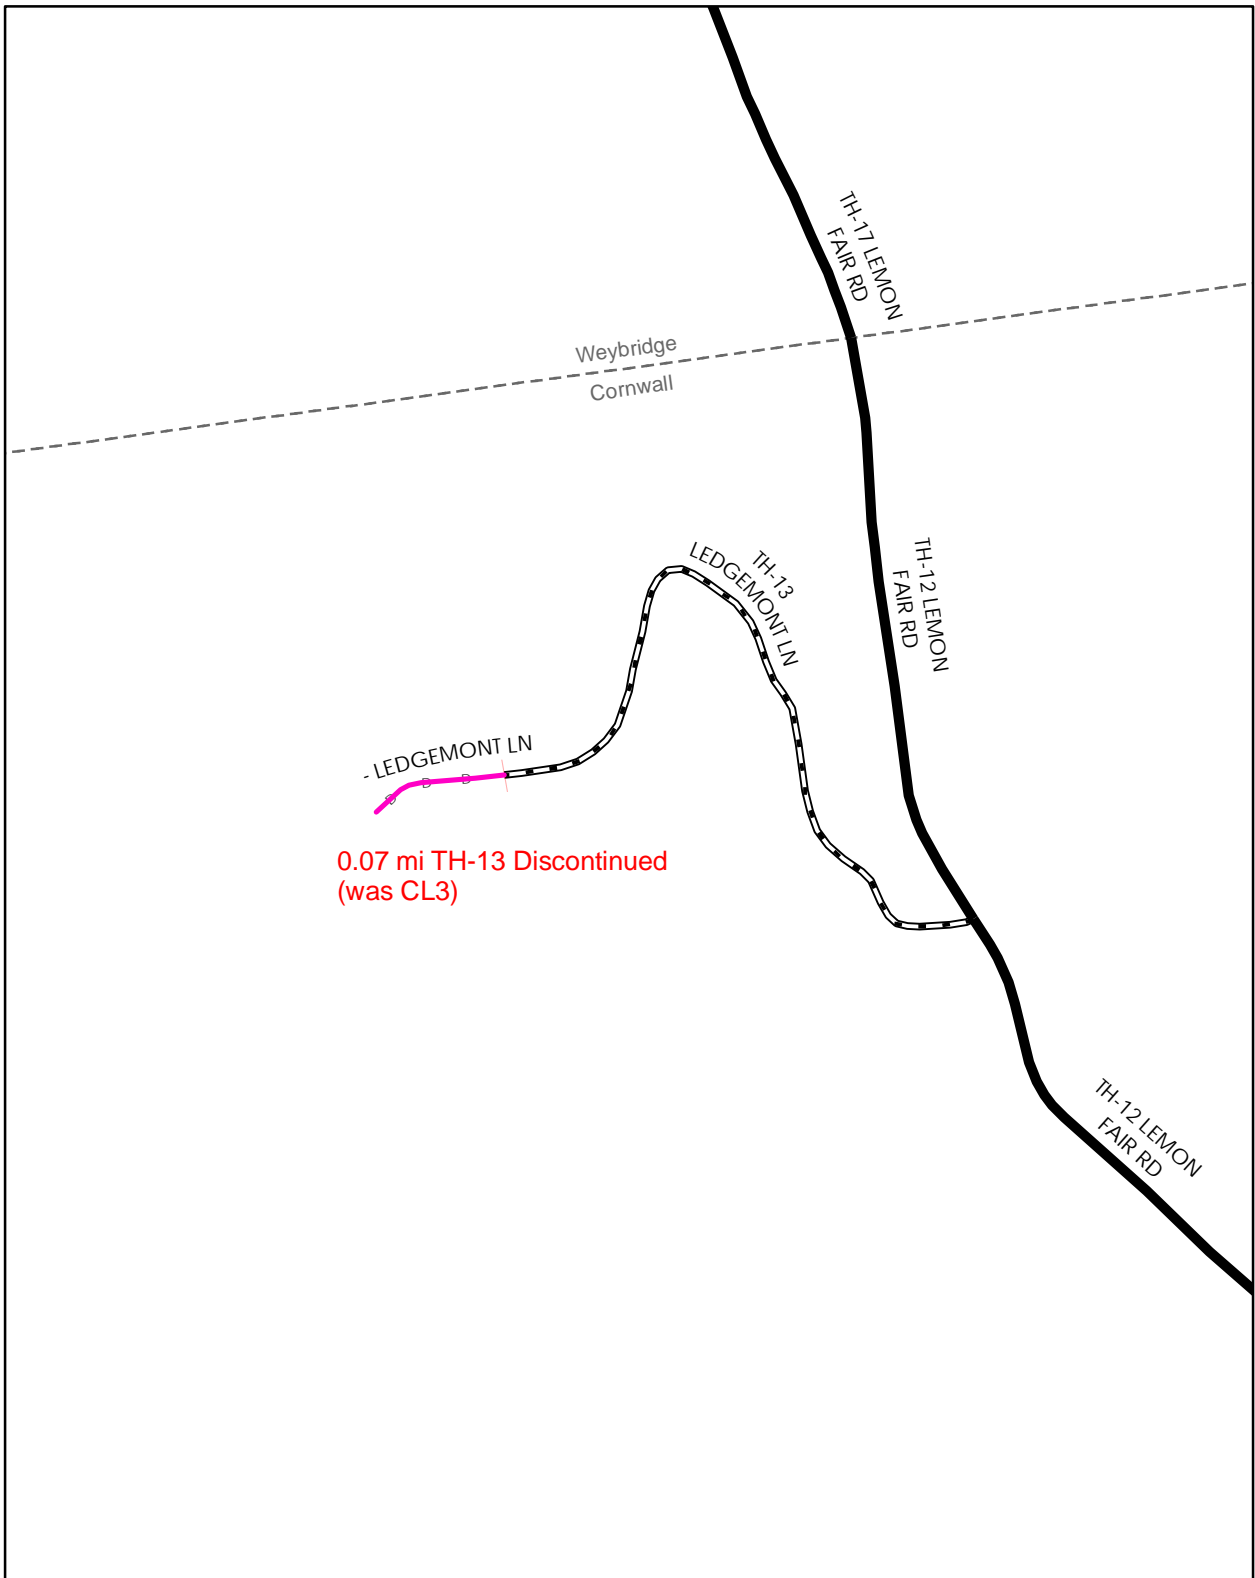 TH-17 LEMON
FAIR RD
Weybridge
Cornwall
TH-13
LEDGEMONT LN
TH-12 LEMON
FAIR RD
- LEDGEMONT LN
D
D
D
0.07 mi TH-13 Discontinued
(was CL3)
TH-12 LEMON
FAIR RD